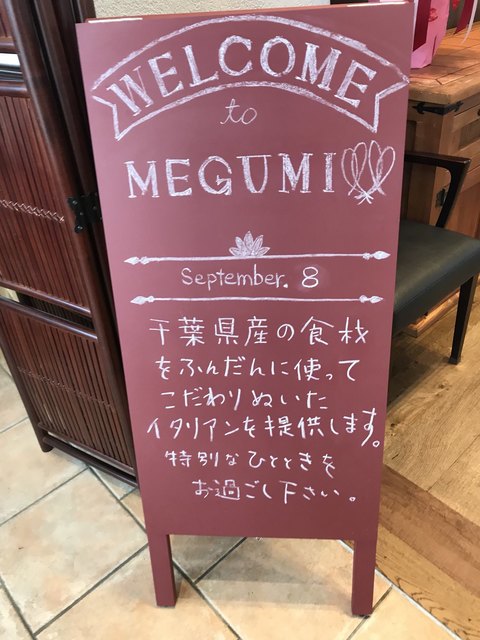 WELCOME
to
MEGUMI
September. 8
千葉県産の食材
をふんだんに使って
こだわりぬいた
イタリアンを提供します。
特別なひとときを
お過ごし下さい。